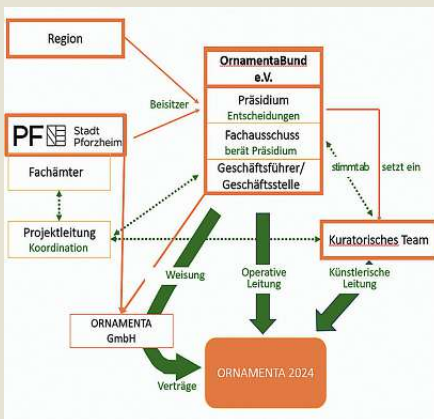 Region
OrnamentaBund
e.V.
Beisitzer
Präsidium
Entscheidungen
PF Stadt
Pforzheim
Fachausschuss
berät Präsidium
Fachämter
Geschäftsführer/
Geschäftsstelle
stimmtab
setzt ein
Projektleitung
Koordination
Kuratorisches Team
Weisung
Operative
Leitung
Künstlerische
Leitung
ORNAMENTA
GmbH
ORNAMENTA 2024
Verträge